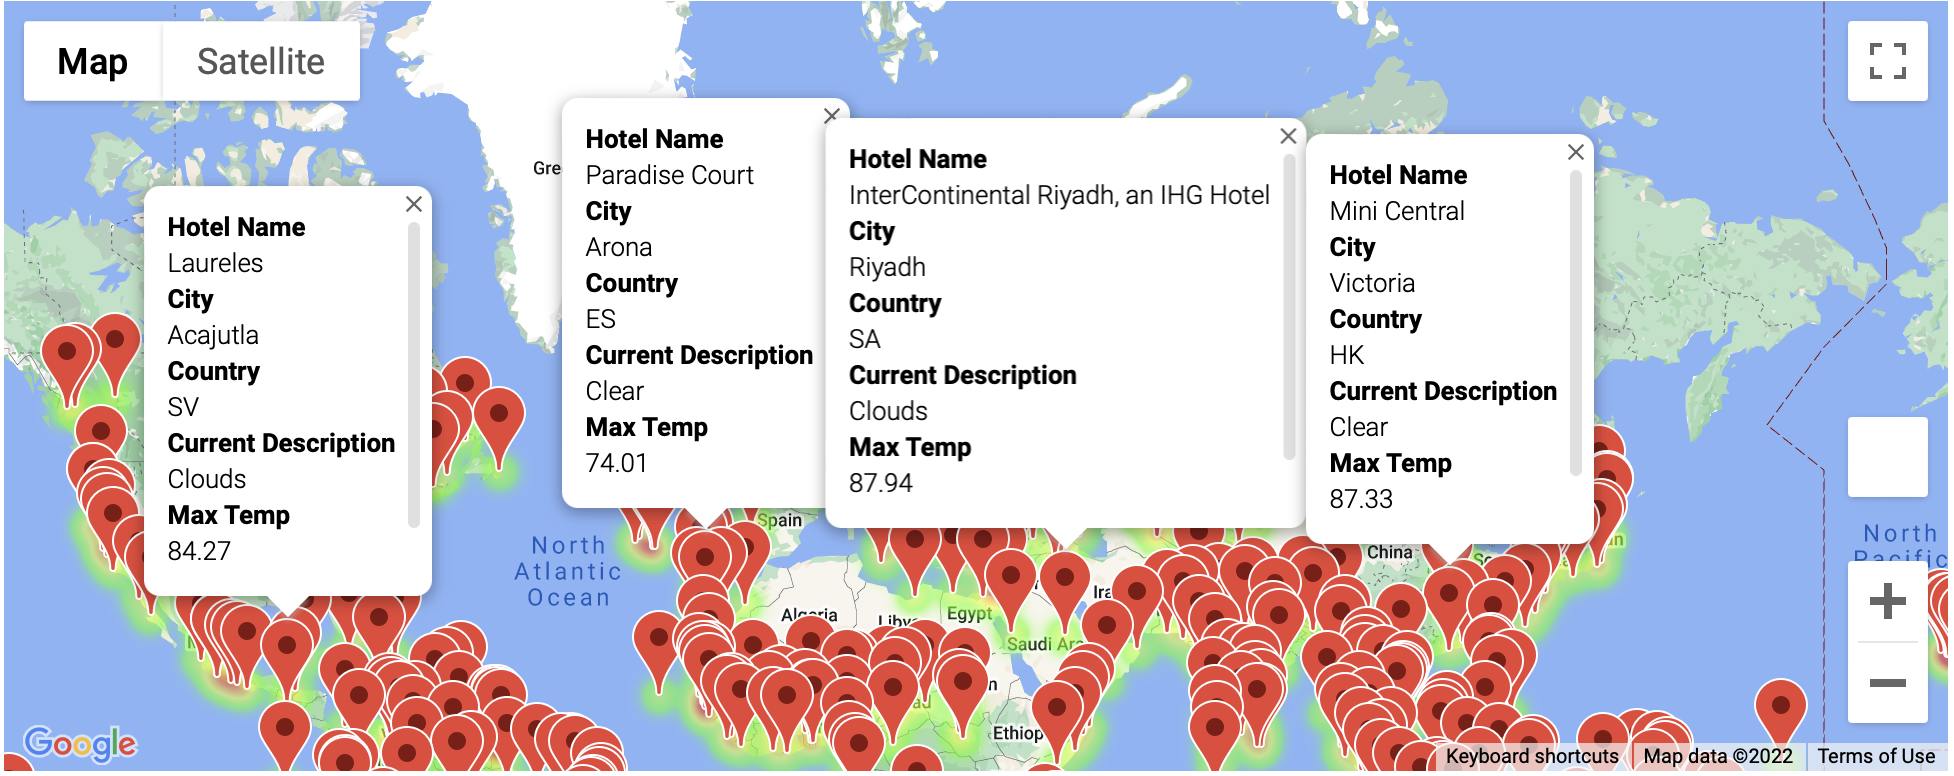 Map
Satellite
Gre
Hotel Name
Laureles
City
Acajutla
Country
SV
Current Description
Clouds
Max Temp
84.27
Hotel Name
Paradise Court
City
Arona
Country
ES
Current Description
Clear
Max Temp
74.01
Hotel Name
InterContinental Riyadh, an IHG Hotel
City
Riyadh
Country
SA
Current Description
Clouds
Max Temp
87.94
Hotel Name
Mini Central
City
Victoria
Country
HK
Current Description
Clear
Max Temp
87.33
North
Atlantic
Ocean
Spain
Algeria
Libya
Egypt
Saudi Ar
Ira
China
Ethiop
North
Pacific
Google
Keyboard shortcuts
Map data ©2022
Terms of Use